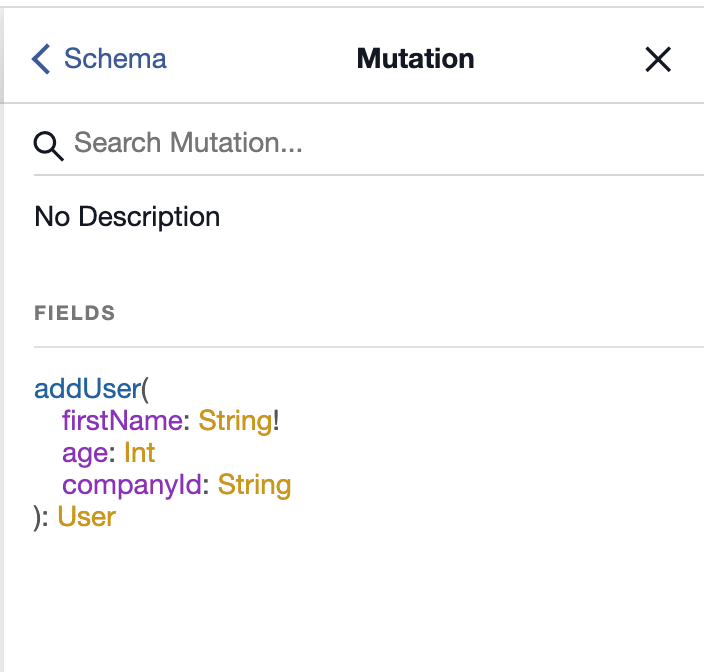 Schema
Mutation
Search Mutation...
No Description
FIELDS
addUser(
firstName: String!
age: Int
companyId: String
): User